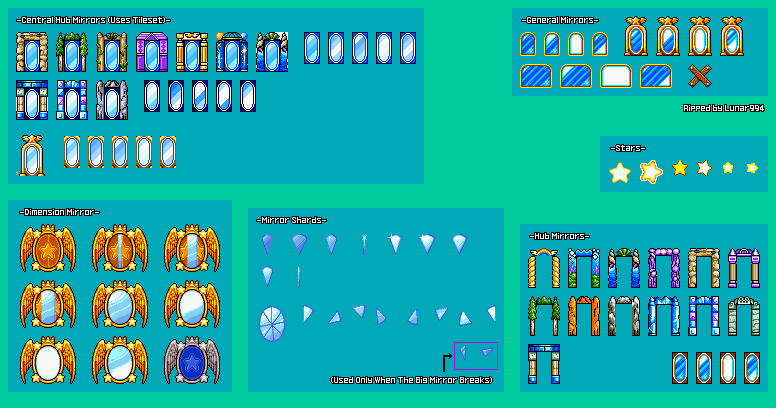 -Central Hub Mirrors (Uses Tileset)-
-General Mirrors-
Ripped by Lunar994
-Stars-
-Dimension Mirror-
-Mirror Shards-
-Hub Mirrors-
(Used Only When The Big Mirror Breaks)